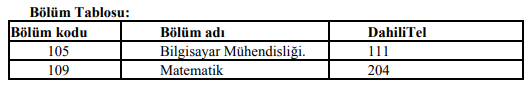 Bölüm Tablosu:
Bölüm kodu Bölüm adı DahiliTel
105 Bilgisayar Mühendisliği. 111
109 Matematik 204